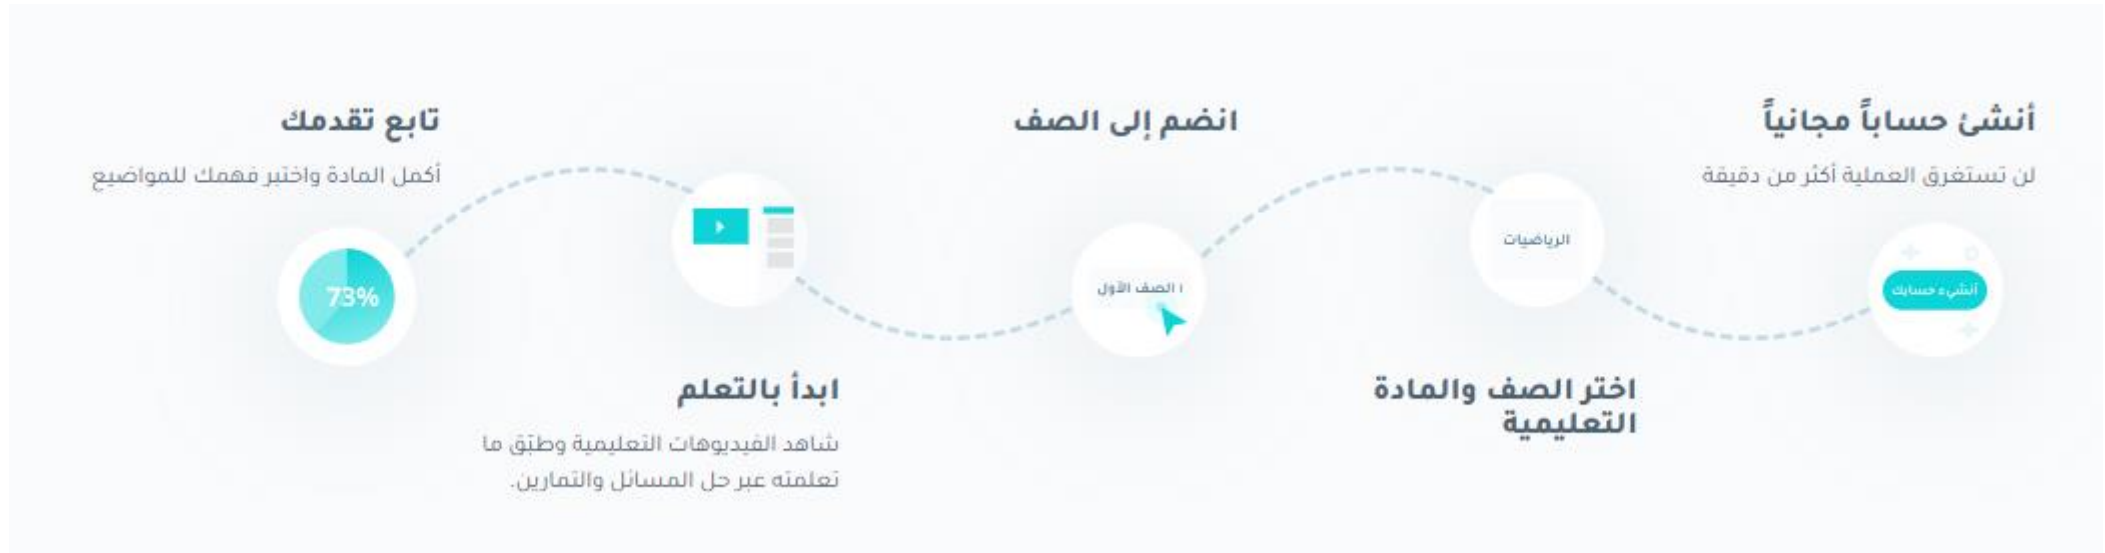 أنشئ حساباً مجانياً
لن تستغرق العملية أكثر من دقيقة
أنشيء حسابك
الرياضيات
اختر الصف والمادة
التعليمية
انضم إلى الصف
١ الصف الأول
ابدأ بالتعلم
شاهد الفيديوهات التعليمية وطبّق ما
تعلمته عبر حل المسائل والتمارين.
تابع تقدمك
أكمل المادة واختبر فهمك للمواضيع
73%